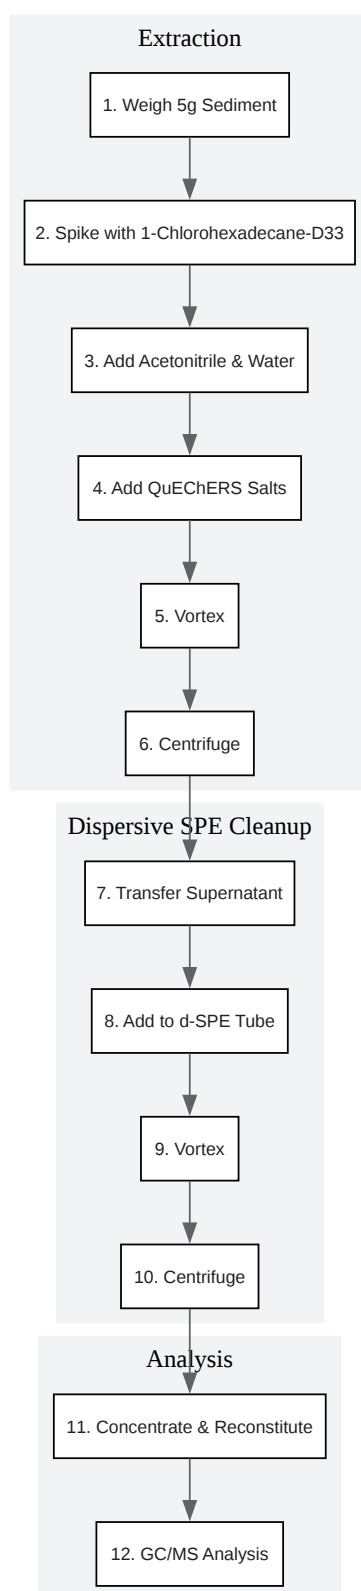 Extraction
1. Weigh 5g Sediment
2. Spike with 1-Chlorohexadecane-D33
3. Add Acetonitrile & Water
4. Add QuEChERS Salts
5. Vortex
6. Centrifuge
Dispersive SPE Cleanup
7. Transfer Supernatant
8. Add to d-SPE Tube
9. Vortex
10. Centrifuge
Analysis
11. Concentrate & Reconstitute
12. GC/MS Analysis